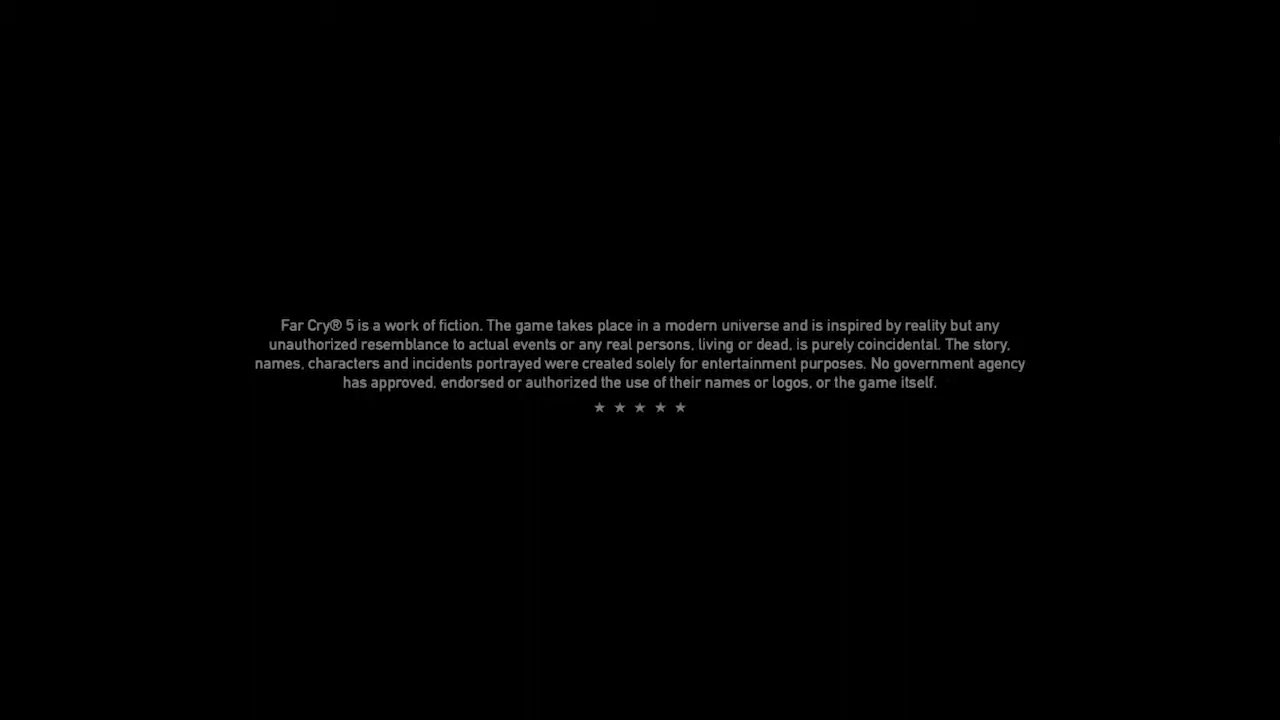 Far Cry® 5 is a work of fiction. The game takes place in a modern universe and is inspired by reality but any
unauthorized resemblance to actual events or any real persons, living or dead, is purely coincidental. The story,
names, characters and incidents portrayed were created solely for entertainment purposes. No government agency
has approved, endorsed or authorized the use of their names or logos, or the game itself.
★ ★ ★ ★ ★